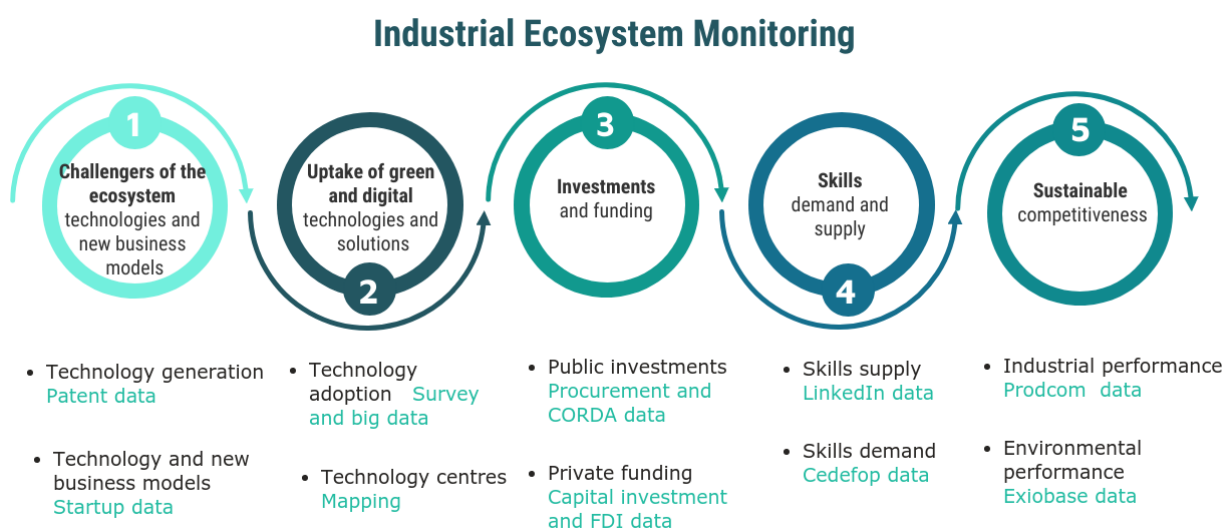 Industrial Ecosystem Monitoring
1
Challengers of the
ecosystem
technologies and
new business
models
2
Uptake of green
and digital
technologies and
solutions
3
Investments
and funding
4
Skills
demand and
supply
5
Sustainable
competitiveness
• Technology generation
Patent data
• Technology and new
business models
Startup data
• Technology
adoption Survey
and big data
• Technology centres
Mapping
• Public investments
Procurement and
CORDA data
• Private funding
Capital investment
and FDI data
• Skills supply
LinkedIn data
• Skills demand
Cedefop data
• Industrial performance
Prodcom data
• Environmental
performance
Exiobase data